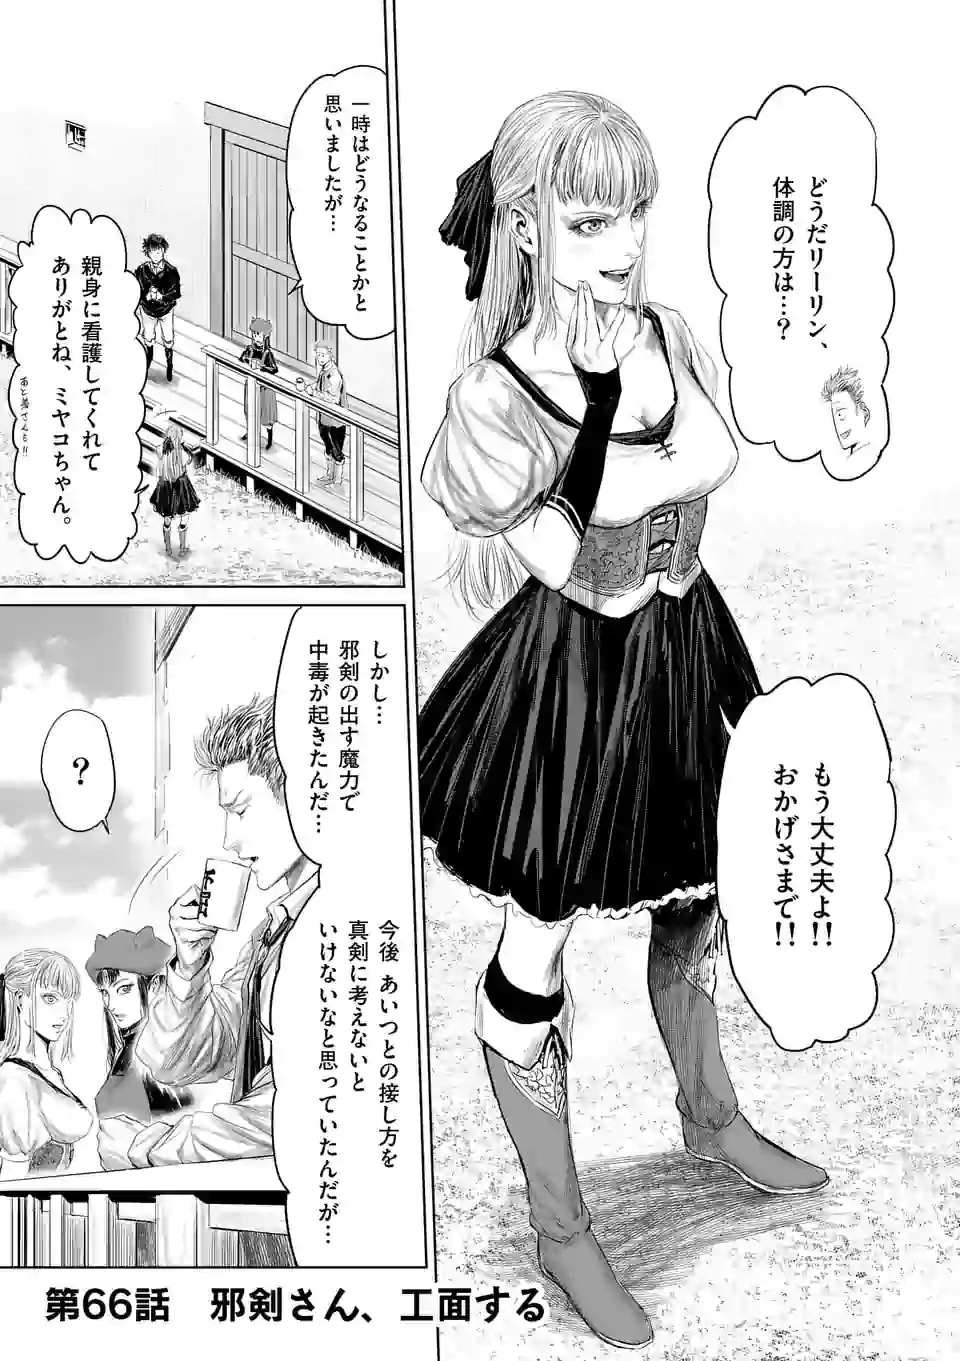 どうだリーリン、
体調の方は…?
もう大丈夫よ!!
おかげさまで!!
一時はどうなることかと
思いましたが…
親身に看護してくれて
ありがとね、ミヤコちゃん。
しかし…
邪剣の出す魔力で
中毒が起きたんだ…
今後 あいつとの接し方を
真剣に考えないと
いけないなと思っていたんだが…
?
第66話 邪剣さん、工面する